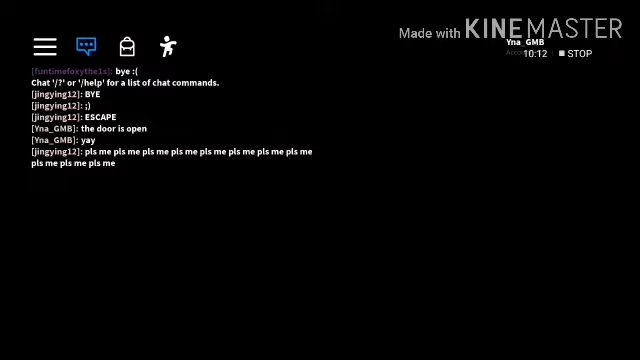 Made with KINEMASTER
Yna_GMB
10:12 STOP
[funtimefoxythe1s]: bye :(
Chat '/?' or '/help' for a list of chat commands.
[jingying12]: BYE
[jingying12]: ;)
[jingying12]: ESCAPE
[Yna_GMB]: the door is open
[Yna_GMB]: yay
[jingying12]: pls me pls me pls me pls me pls me pls me pls me pls me
pls me pls me pls me